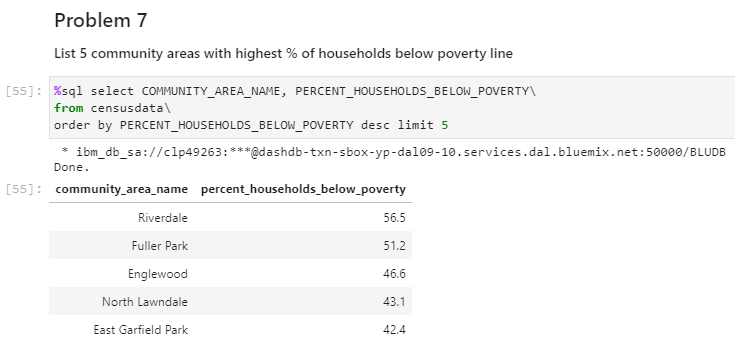 Problem 7
List 5 community areas with highest % of households below poverty line
[55]: %sql select COMMUNITY_AREA_NAME, PERCENT_HOUSEHOLDS_BELOW_POVERTY\
from censusdata\
order by PERCENT_HOUSEHOLDS_BELOW_POVERTY desc limit 5
* ibm_db_sa://clp49263:***@dashdb-txn-sbox-yp-dal09-10.services.dal.bluemix.net:50000/BLUDB
Done.
[55]: community_area_name percent_households_below_poverty
Riverdale 56.5
Fuller Park 51.2
Englewood 46.6
North Lawndale 43.1
East Garfield Park 42.4